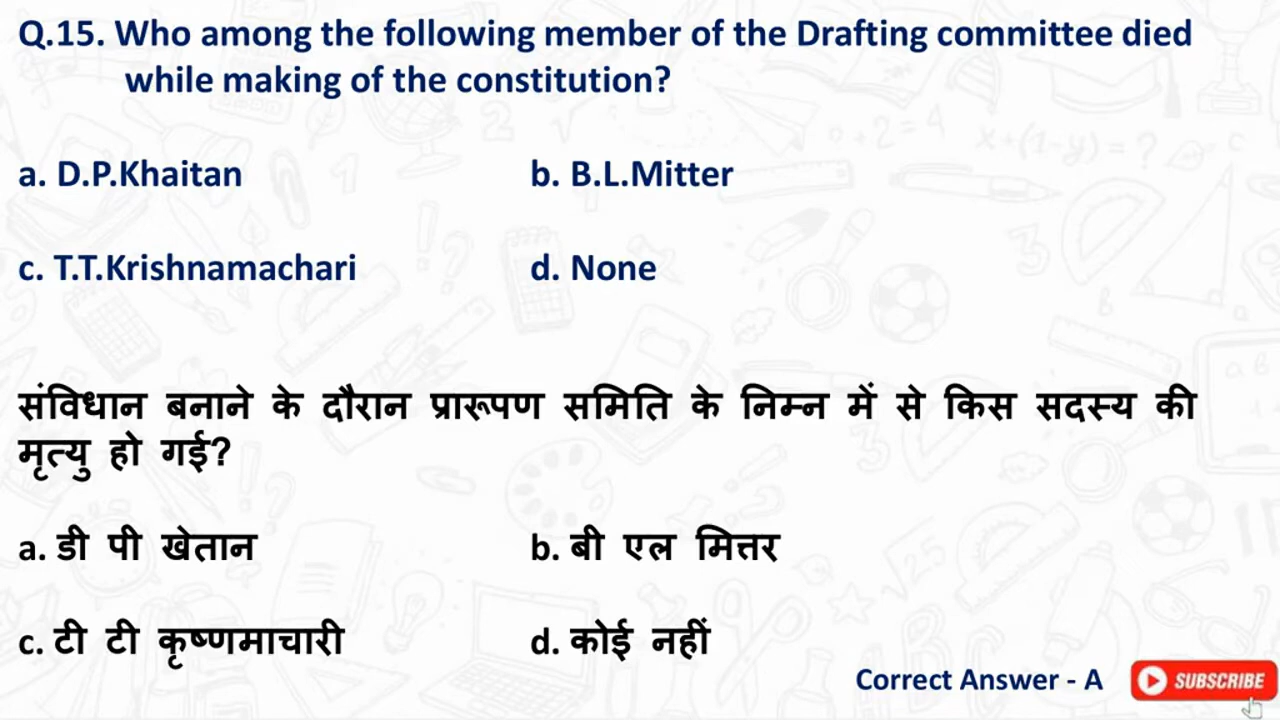 Q.15. Who among the following member of the Drafting committee died
while making of the constitution?
a. D.P.Khaitan b. B.L.Mitter
c. T.T.Krishnamachari d. None
संविधान बनाने के दौरान प्रारूपण समिति के निम्न में से किस सदस्य की
मृत्यु हो गई?
a. डी पी खेतान b. बी एल मित्तर
c. टी टी कृष्णमाचारी d. कोई नहीं
Correct Answer - A SUBSCRIBE